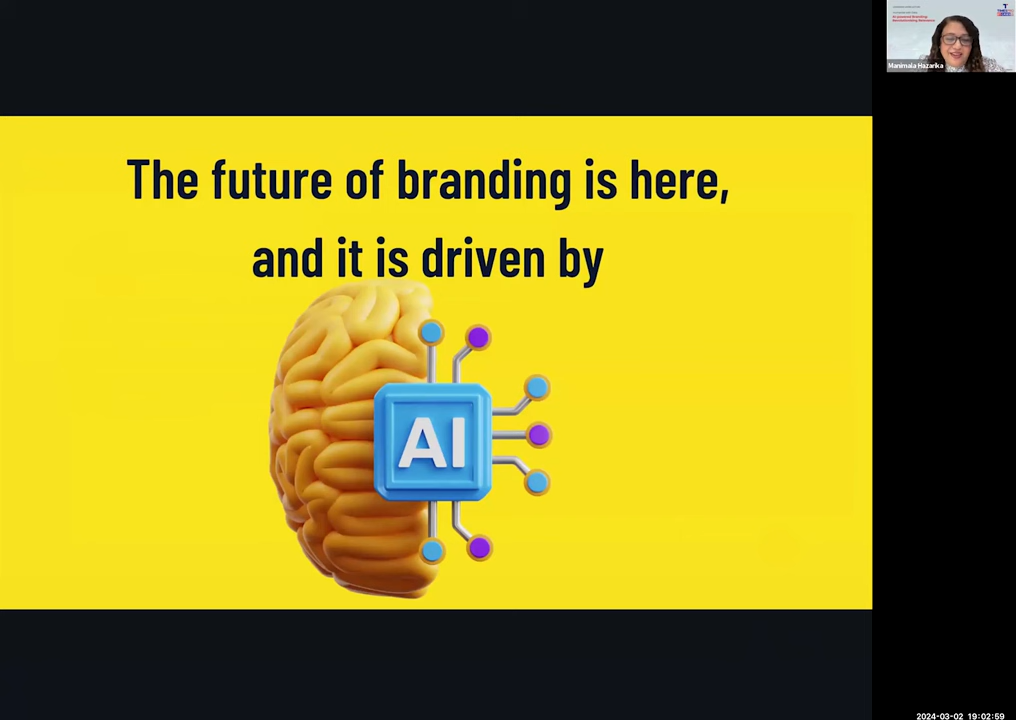 The future of branding is here,
and it is driven by
AI
Manimala Hazarika
2024-03-02 19:02:59